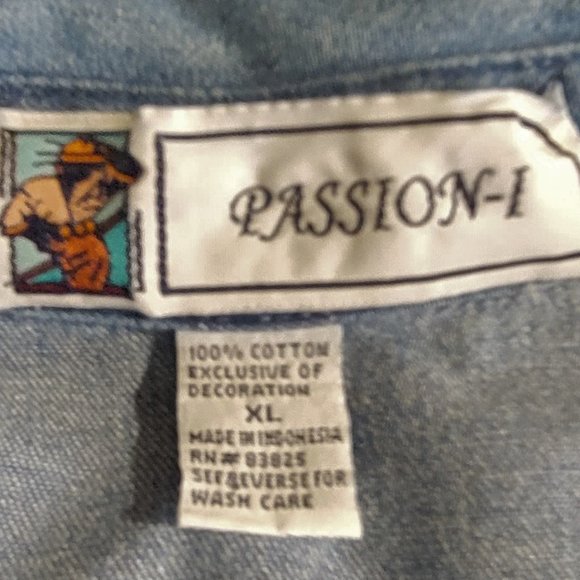 PASSION-I
100% COTTON
EXCLUSIVE OF
DECORATION
XL
MADE IN INDONESIA
RN# 83825
SEE REVERSE FOR
WASH CARE